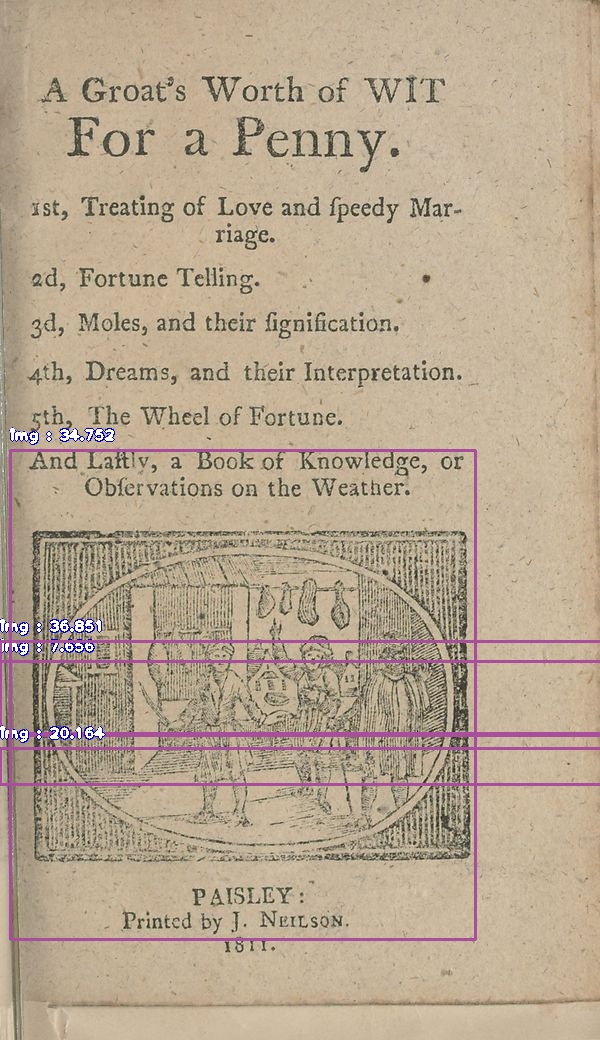 A Groat's Worth of WIT
For a Penny.
1st, Treating of Love and ſpeedy Mar-
riage.
2d, Fortune Telling.
3d, Moles, and their ſignification.
4th, Dreams, and their Interpretation.
5th, The Wheel of Fortune.
Img : 34.752
And Laſtly, a Book of Knowledge, or
Obſervations on the Weather.
Img : 36.851
Img : 7.656
Img : 20.164
PAISLEY:
Printed by J. NEILSON.
1811.